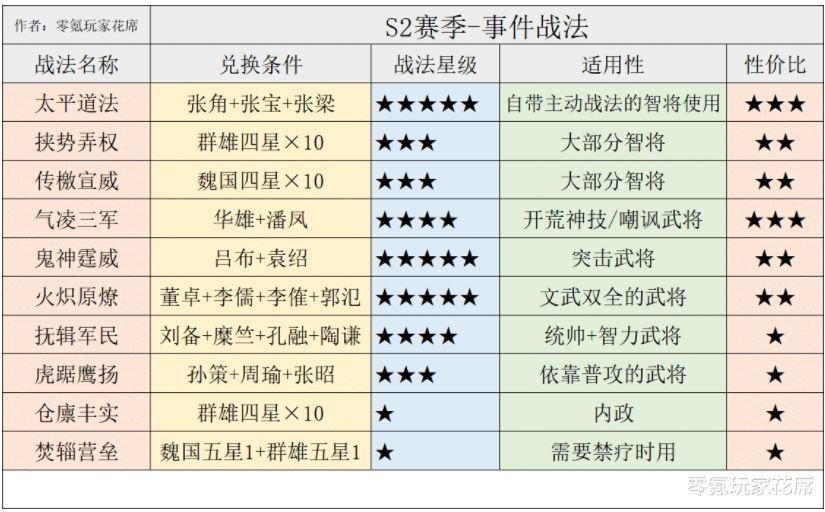 作者：零氪玩家花席 S2赛季-事件战法
战法名称 兑换条件 战法星级 适用性 性价比
太平道法 张角+张宝+张梁 ★★★★★ 自带主动战法的智将使用 ★★★
挟势弄权 群雄四星×10 ★★★ 大部分智将 ★★
传檄宣威 魏国四星×10 ★★★ 大部分智将 ★★
气凌三军 华雄+潘凤 ★★★★ 开荒神技/嘲讽武将 ★★★
鬼神霆威 吕布+袁绍 ★★★★★ 突击武将 ★★
火炽原燎 董卓+李儒+李傕+郭氾 ★★★★★ 文武双全的武将 ★★
抚辑军民 刘备+糜竺+孔融+陶谦 ★★★★ 统帅+智力武将 ★
虎踞鹰扬 孙策+周瑜+张昭 ★★★ 依靠普攻的武将 ★
仓廪丰实 群雄四星×10 ★ 内政 ★
焚辎营垒 魏国五星1+群雄五星1 ★ 需要禁疗时用 ★
零氪玩家花席